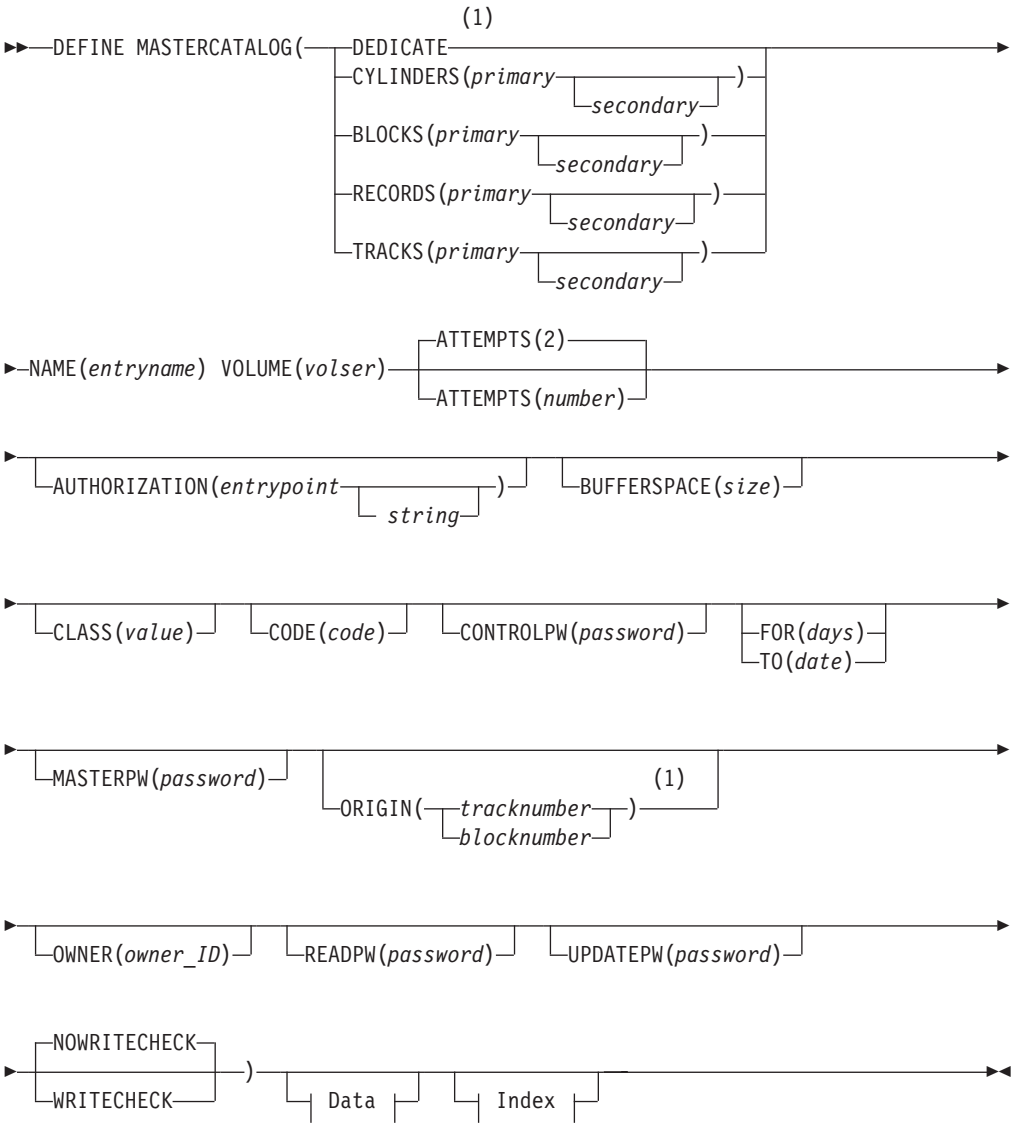 (1)
DEFINE MASTERCATALOG( DEDICATE
CYLINDERS(primary )
secondary
BLOCKS(primary )
secondary
RECORDS(primary )
secondary
TRACKS(primary )
secondary
ATTEMPTS(2)
NAME(entryname) VOLUME(volser)
ATTEMPTS(number)
AUTHORIZATION(entrypoint ) BUFFERSPACE(size)
string
CLASS(value) CODE(code) CONTROLPW(password) FOR(days)
TO(date)
MASTERPW(password) (1)
ORIGIN( tracknumber )
blocknumber
OWNER(owner_ID) READPW(password) UPDATEPW(password)
NOWRITECHECK
)
WRITECHECK Data Index